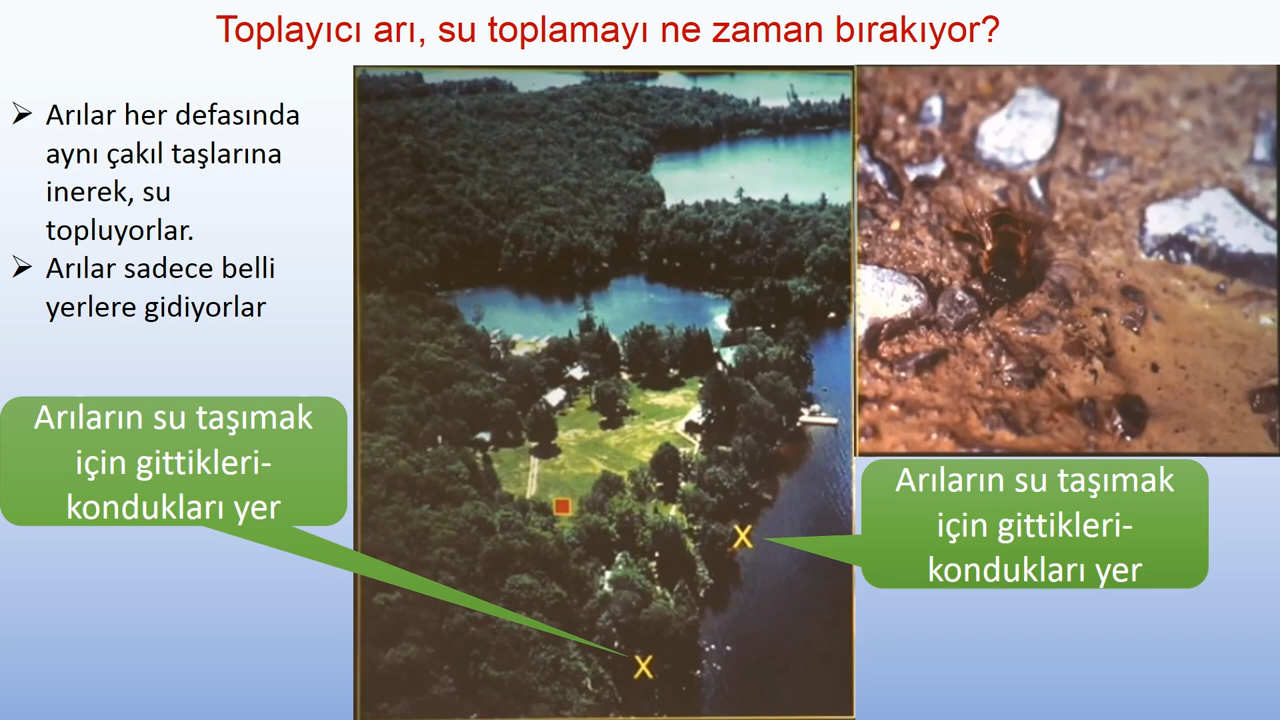 Toplayıcı arı, su toplamayı ne zaman bırakıyor?
➢ Arılar her defasında
aynı çakıl taşlarına
inerek, su
topluyorlar.
➢ Arılar sadece belli
yerlere gidiyorlar
Arıların su taşımak
için gittikleri-
kondukları yer
X
Arıların su taşımak
için gittikleri-
kondukları yer
X